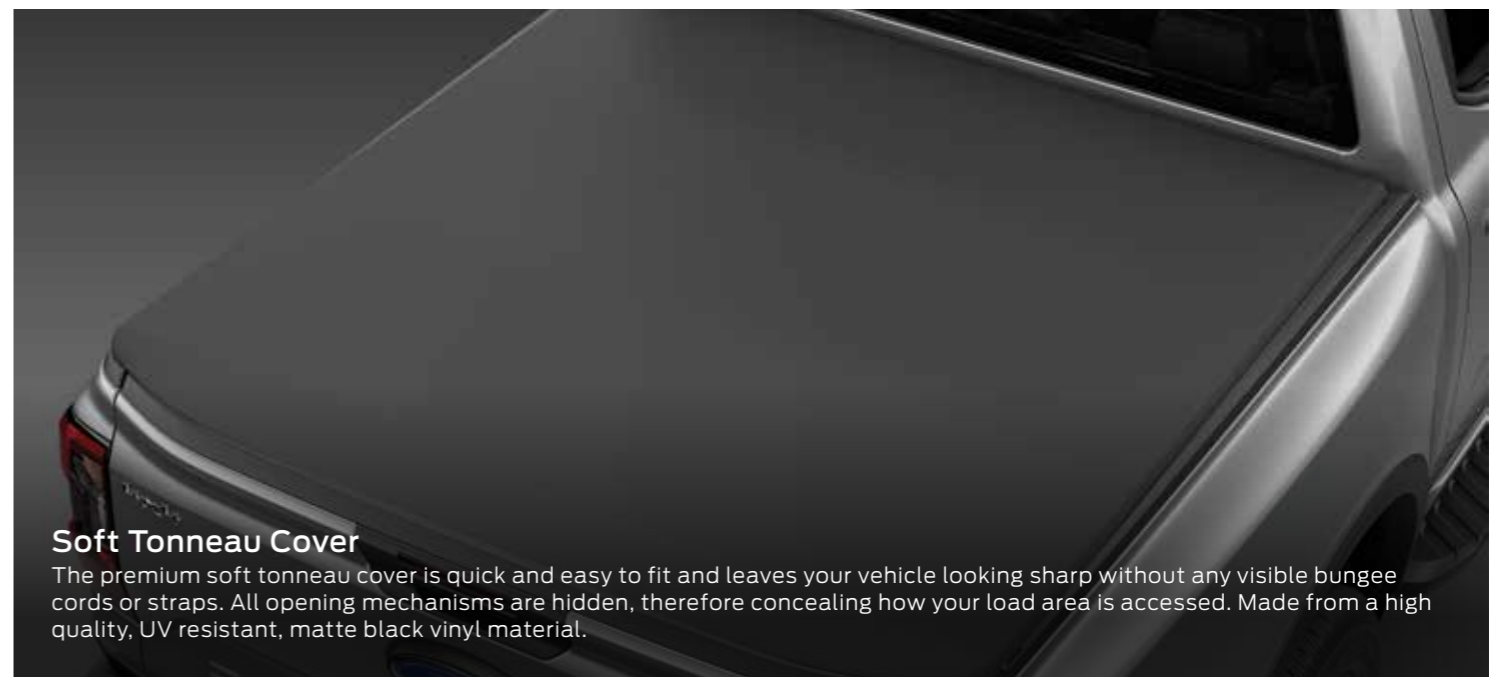 Soft Tonneau Cover
The premium soft tonneau cover is quick and easy to fit and leaves your vehicle looking sharp without any visible bungee
cords or straps. All opening mechanisms are hidden, therefore concealing how your load area is accessed. Made from a high
quality, UV resistant, matte black vinyl material.